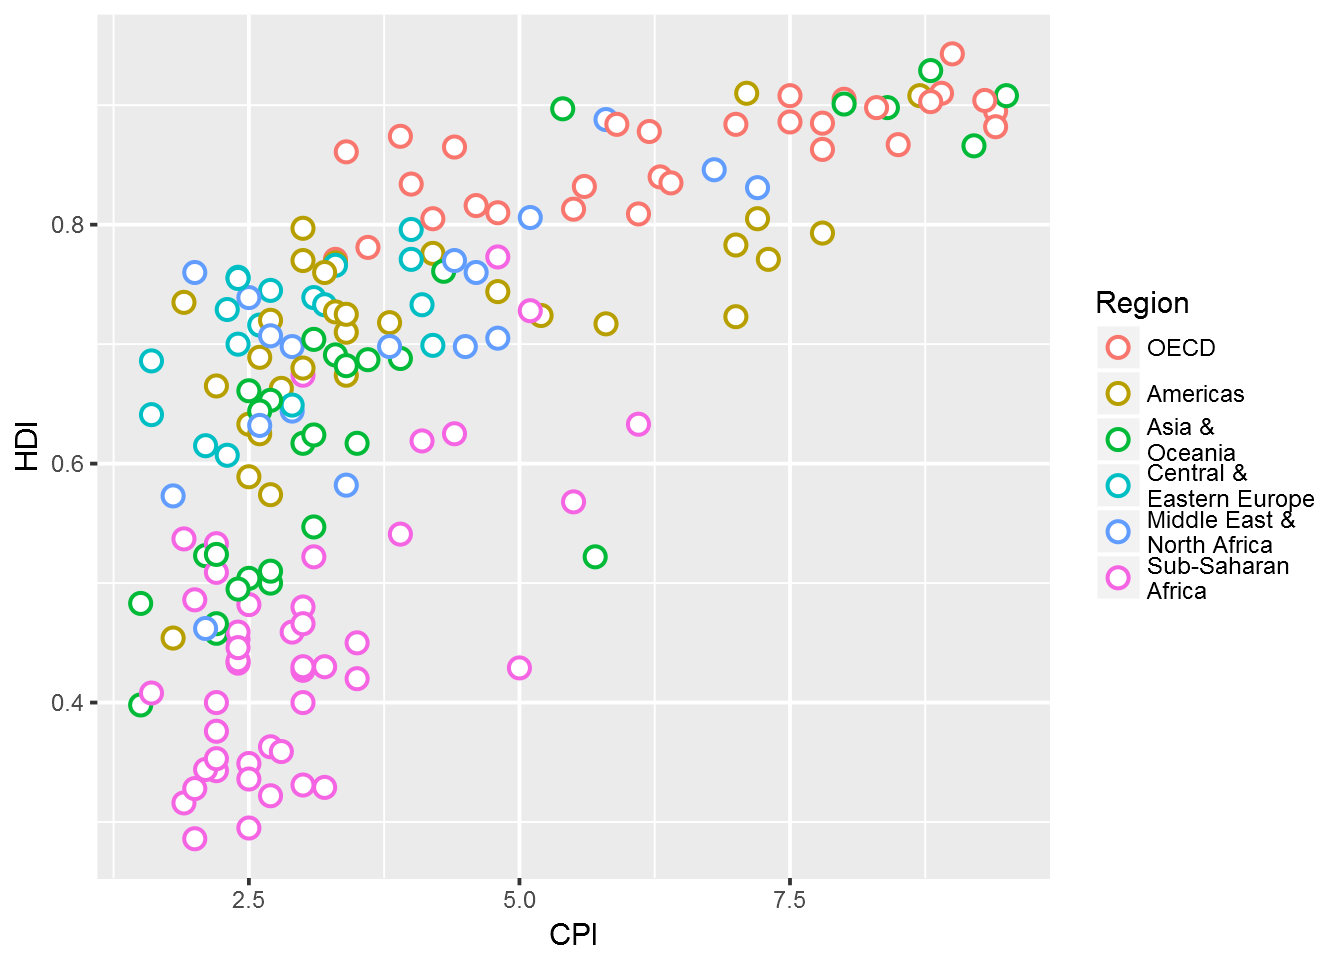 HDI
0.8
0.6
0.4
2.5
5.0
7.5
CPI
Region
OECD
Americas
Asia &
Oceania
Central &
Eastern Europe
Middle East &
North Africa
Sub-Saharan
Africa